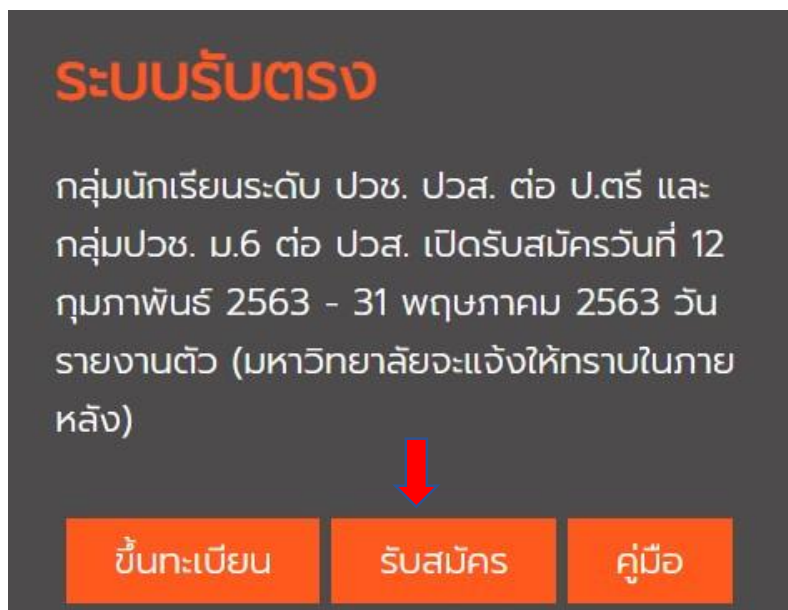 ระบบรับตรง
กลุ่มนักเรียนระดับ ปวช. ปวส. ต่อ ป.ตรี และ
กลุ่มปวช. ม.6 ต่อ ปวส. เปิดรับสมัครวันที่ 12
กุมภาพันธ์ 2563 - 31 พฤษภาคม 2563 วัน
รายงานตัว (มหาวิทยาลัยจะแจ้งให้ทราบในภาย
หลัง)
ขึ้นทะเบียน รับสมัคร คู่มือ